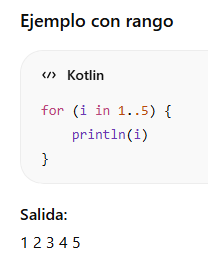 Ejemplo con rango
</> Kotlin
for (i in 1..5) {
    println(i)
}
Salida:
1 2 3 4 5